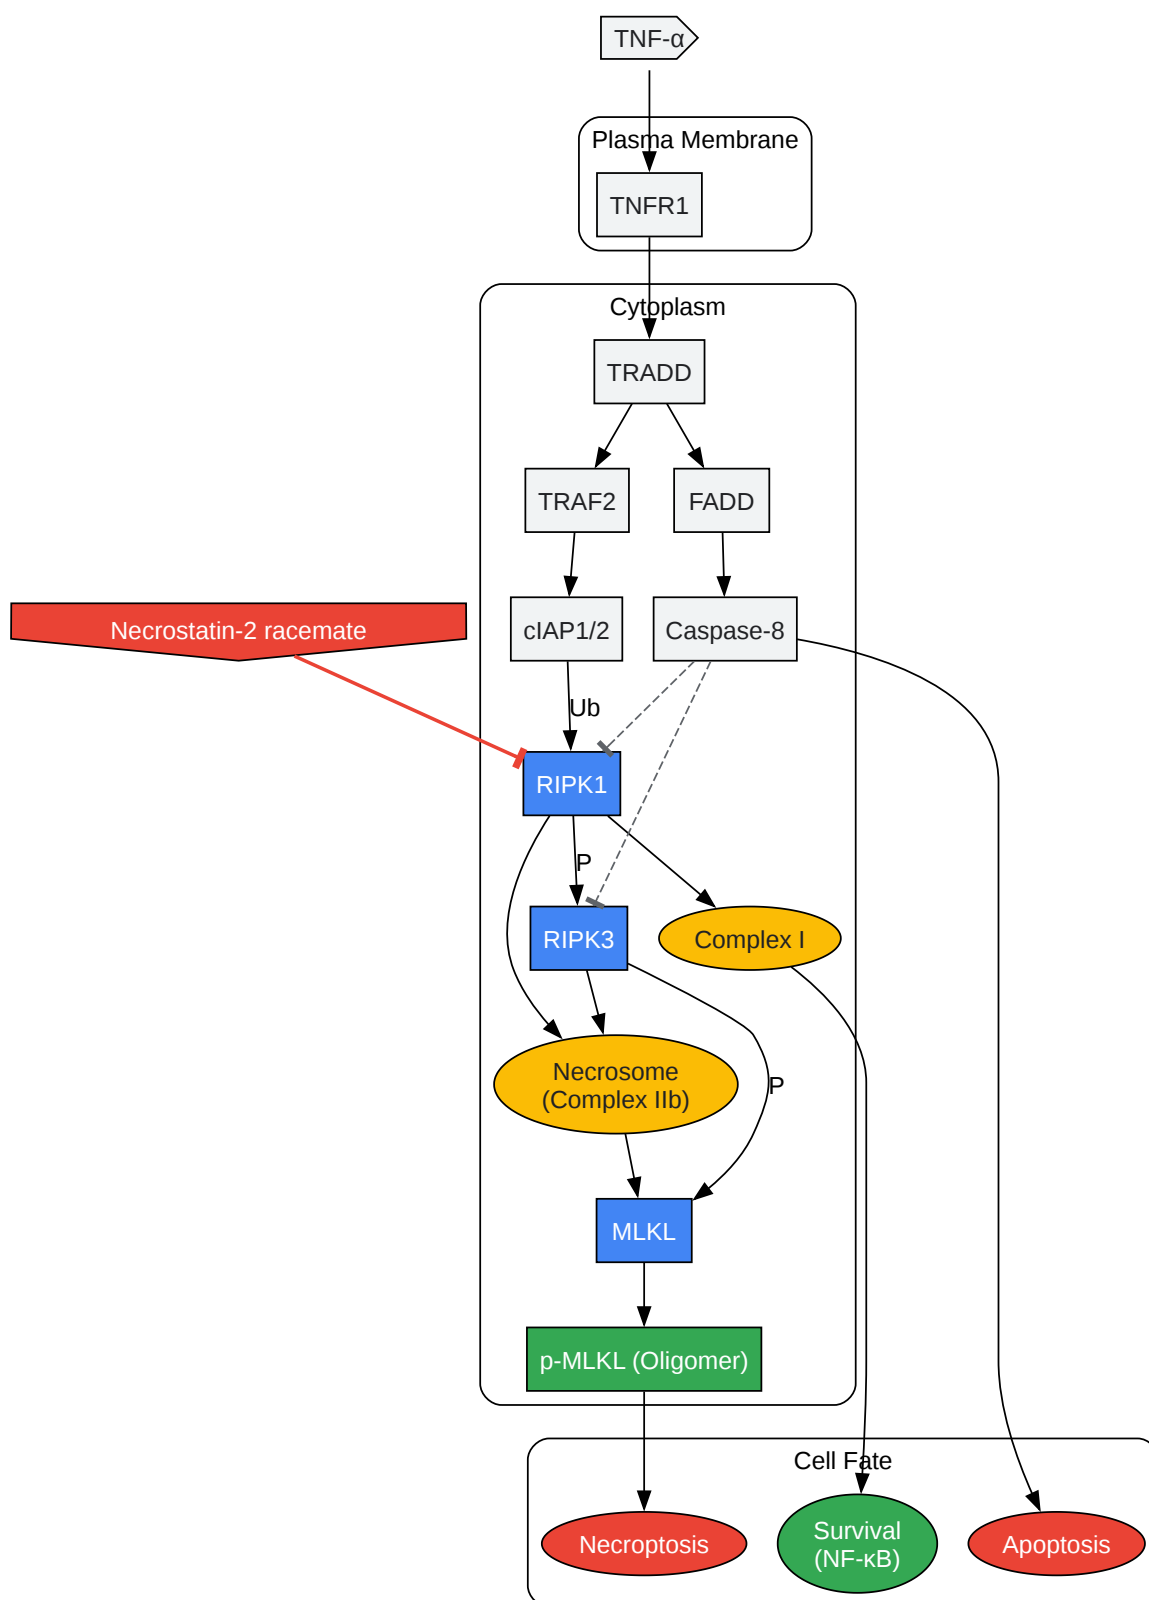 TNF-α
Plasma Membrane
TNFR1
Cytoplasm
TRADD
TRAF2
FADD
Necrostatin-2 racemate
cIAP1/2
Caspase-8
Ub
RIPK1
P
RIPK3
Complex I
Necrosome
(Complex IIb)
P
MLKL
p-MLKL (Oligomer)
Cell Fate
Necroptosis
Survival
(NF-κB)
Apoptosis